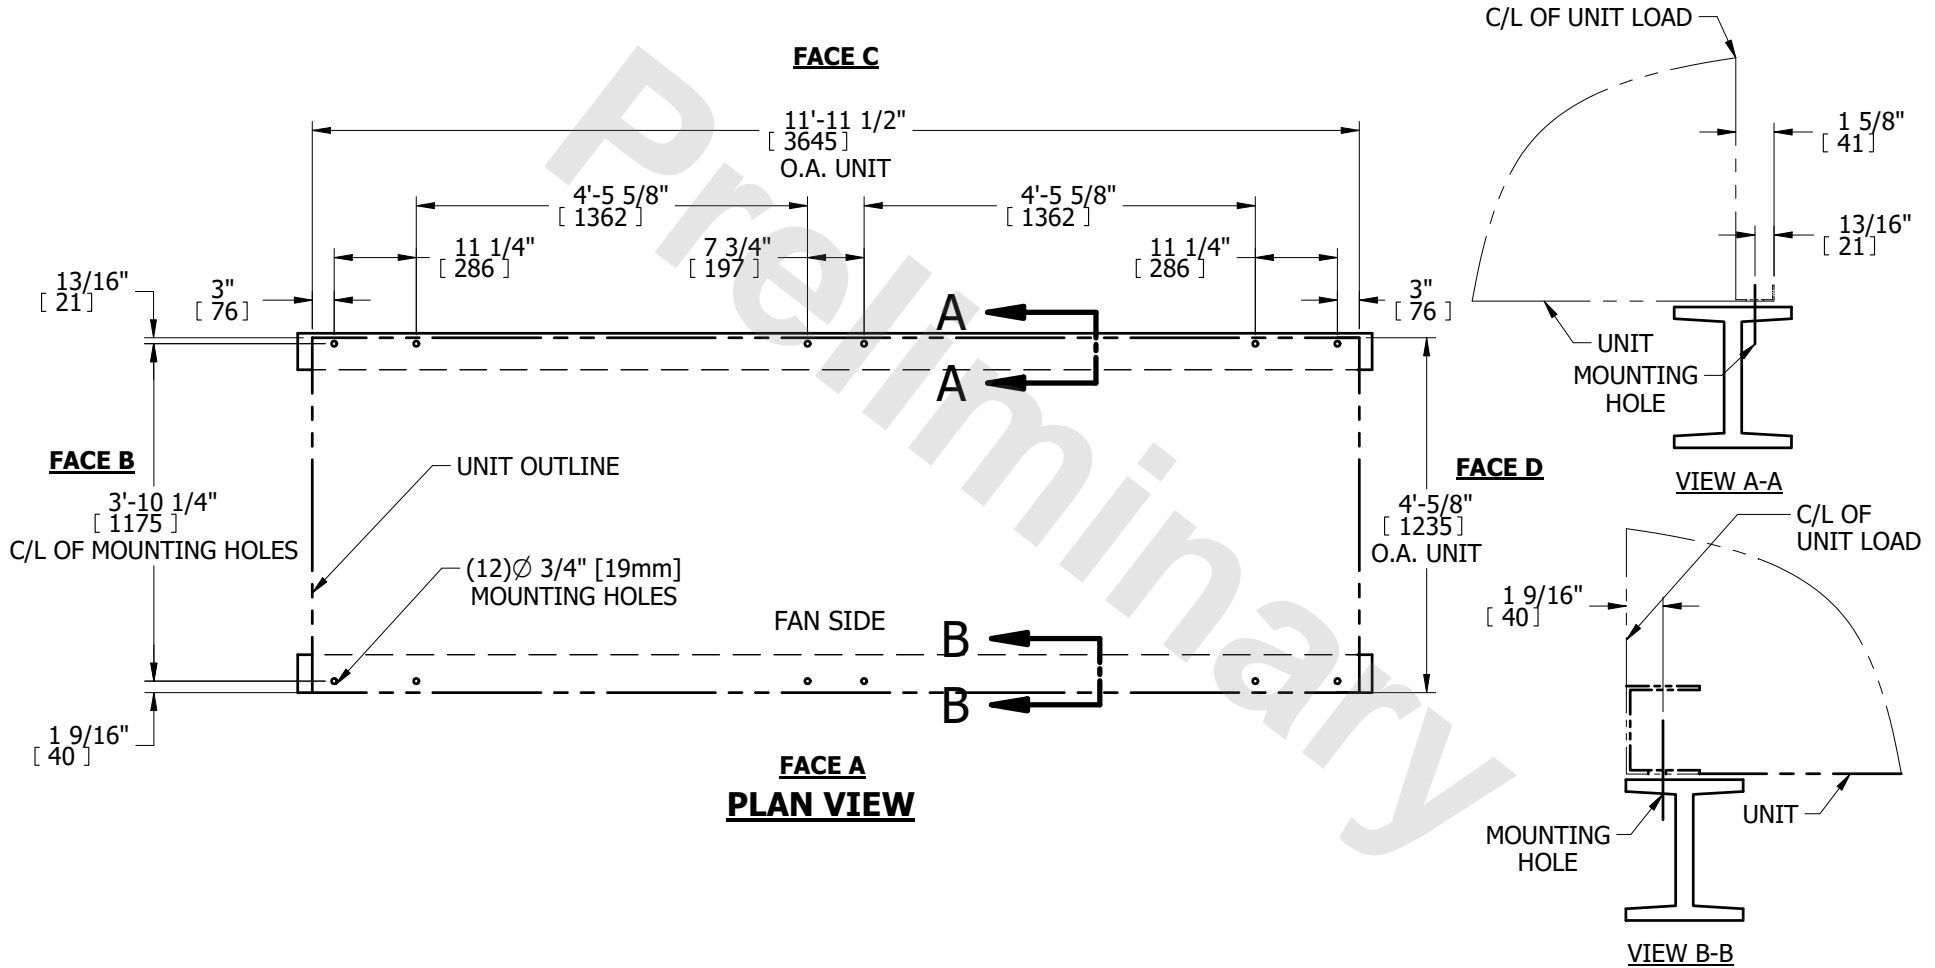 C/L OF UNIT LOAD
FACE C
11'-11 1/2"
[ 3645]
O.A. UNIT
1 5/8"
[ 41]
4'-5 5/8"
[ 1362 ]
4'-5 5/8"
[ 1362 ]
13/16"
[ 21]
11 1/4"
[ 286 ]
7 3/4"
[ 197 ]
11 1/4"
[ 286 ]
13/16"
[ 21]
3"
[ 76]
3"
[ 76]
A
A
UNIT
MOUNTING
HOLE
VIEW A-A
FACE B
UNIT OUTLINE
FACE D
3'-10 1/4"
[ 1175 ]
C/L OF MOUNTING HOLES
4'-5/8"
[ 1235]
O.A. UNIT
C/L OF
UNIT LOAD
(12)Ø 3/4" [19mm]
MOUNTING HOLES
1 9/16"
[ 40]
FAN SIDE
B
B
1 9/16"
[ 40 ]
FACE A
PLAN VIEW
UNIT
MOUNTING
HOLE
VIEW B-B
Preliminary